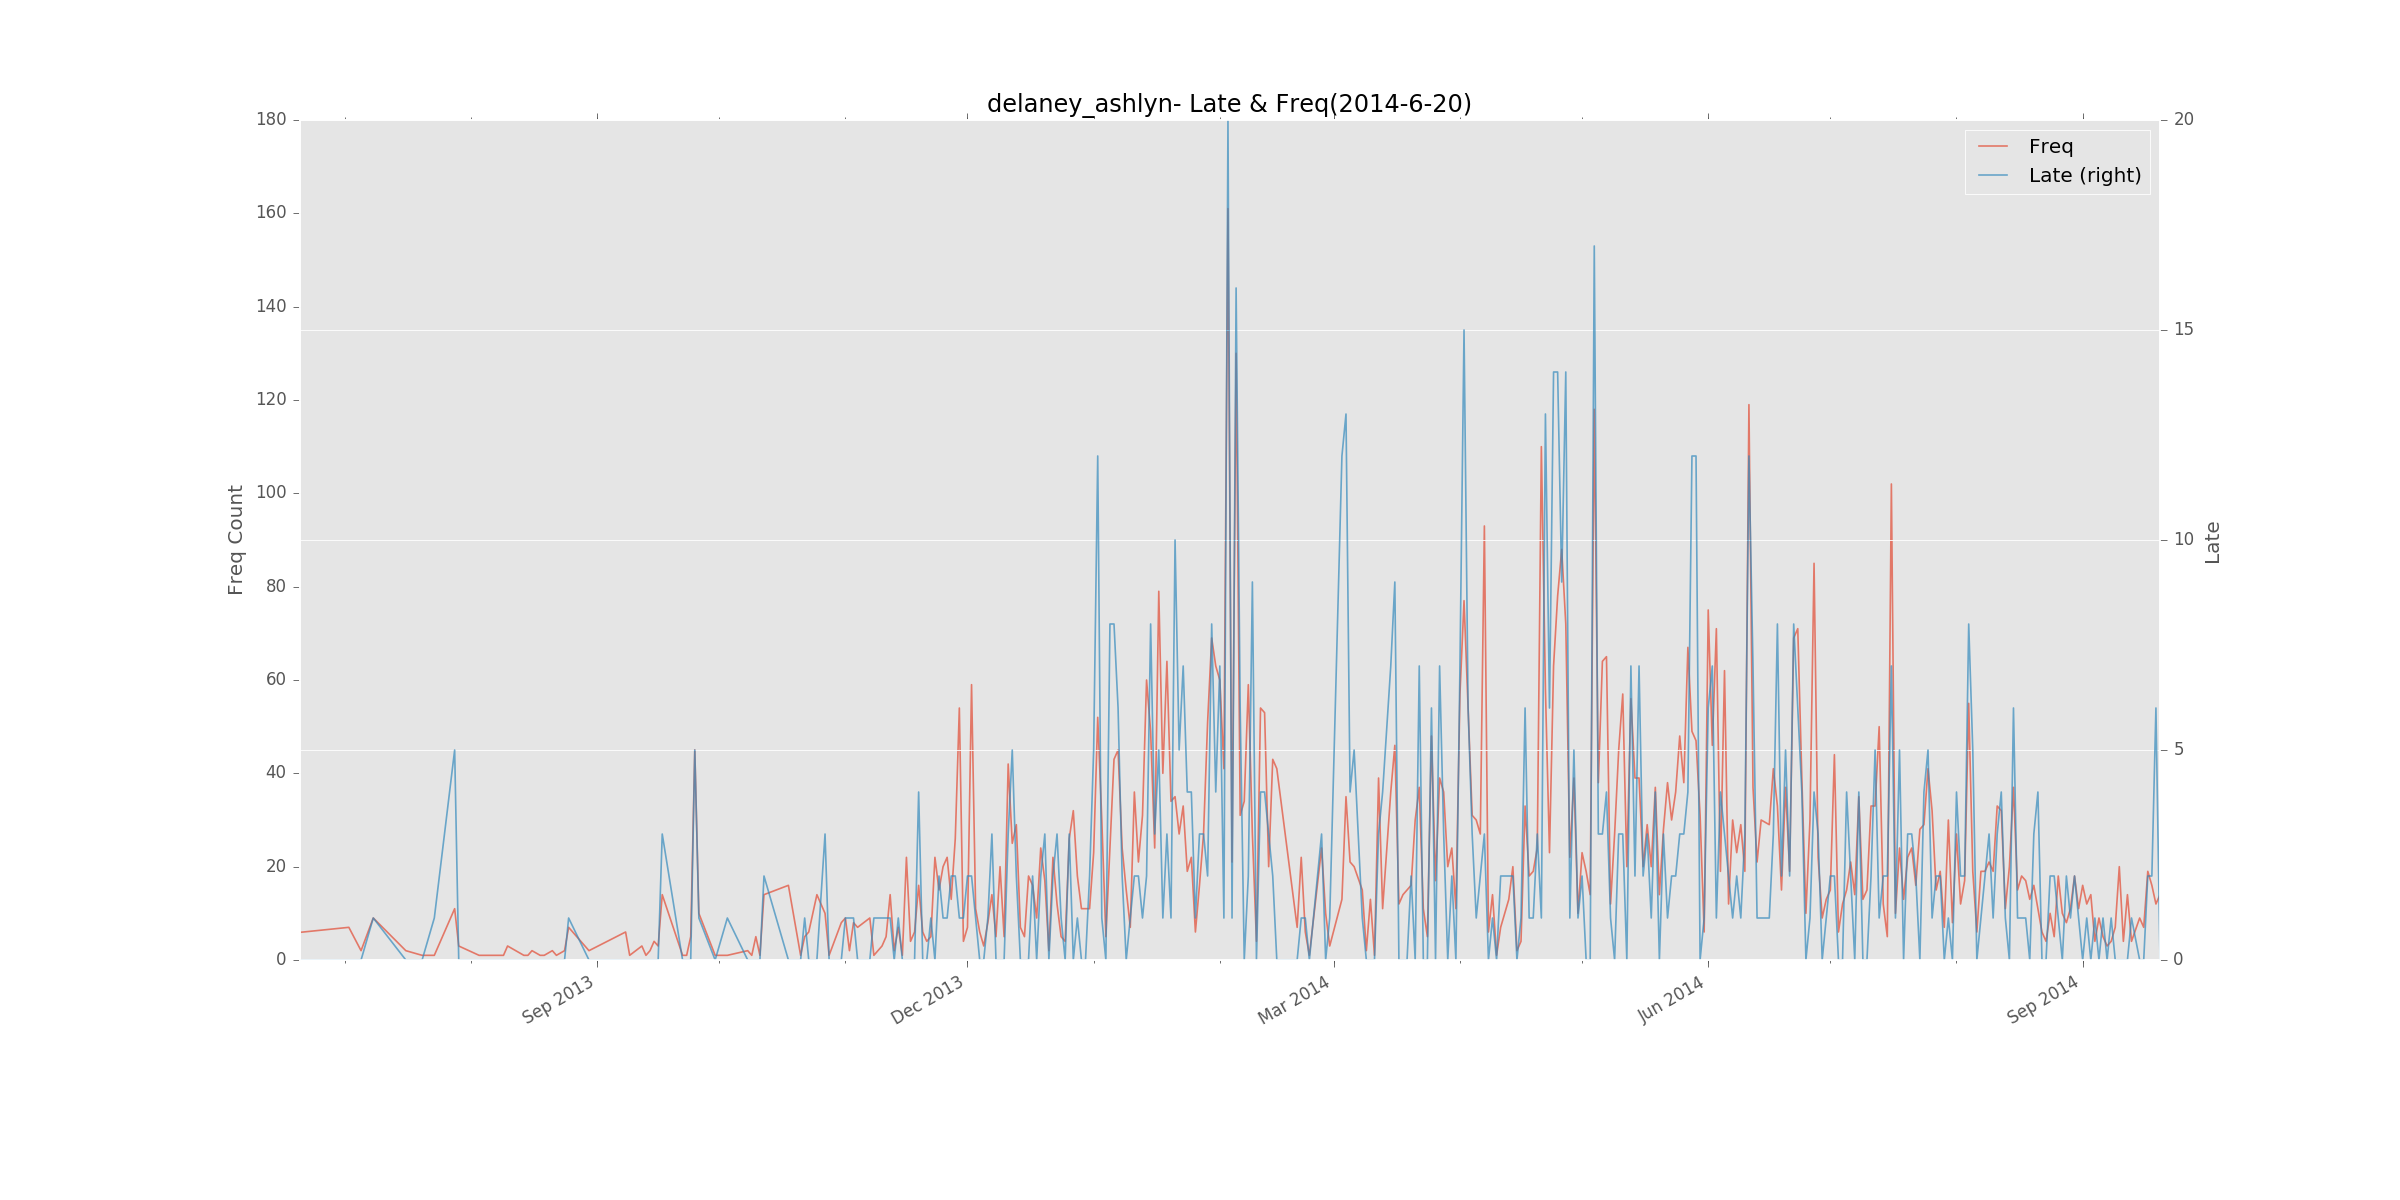 delaney_ashlyn- Late & Freq(2014-6-20)
Freq
Late (right)
180
160
140
120
100
80
60
40
20
0
Freq Count
20
15
10
5
0
Late
Sep 2013
Dec 2013
Mar 2014
Jun 2014
Sep 2014